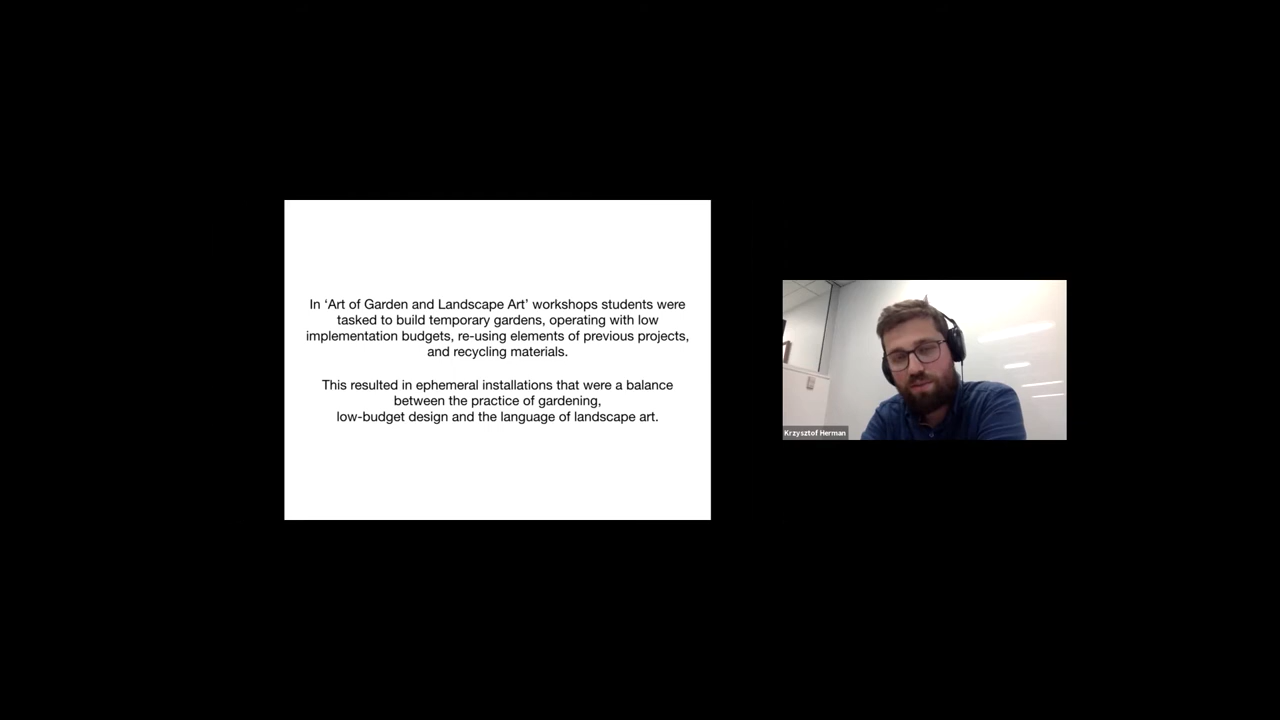 In ‘Art of Garden and Landscape Art’ workshops students were
tasked to build temporary gardens, operating with low
implementation budgets, re-using elements of previous projects,
and recycling materials.
This resulted in ephemeral installations that were a balance
between the practice of gardening,
low-budget design and the language of landscape art.
Krzysztof Herman